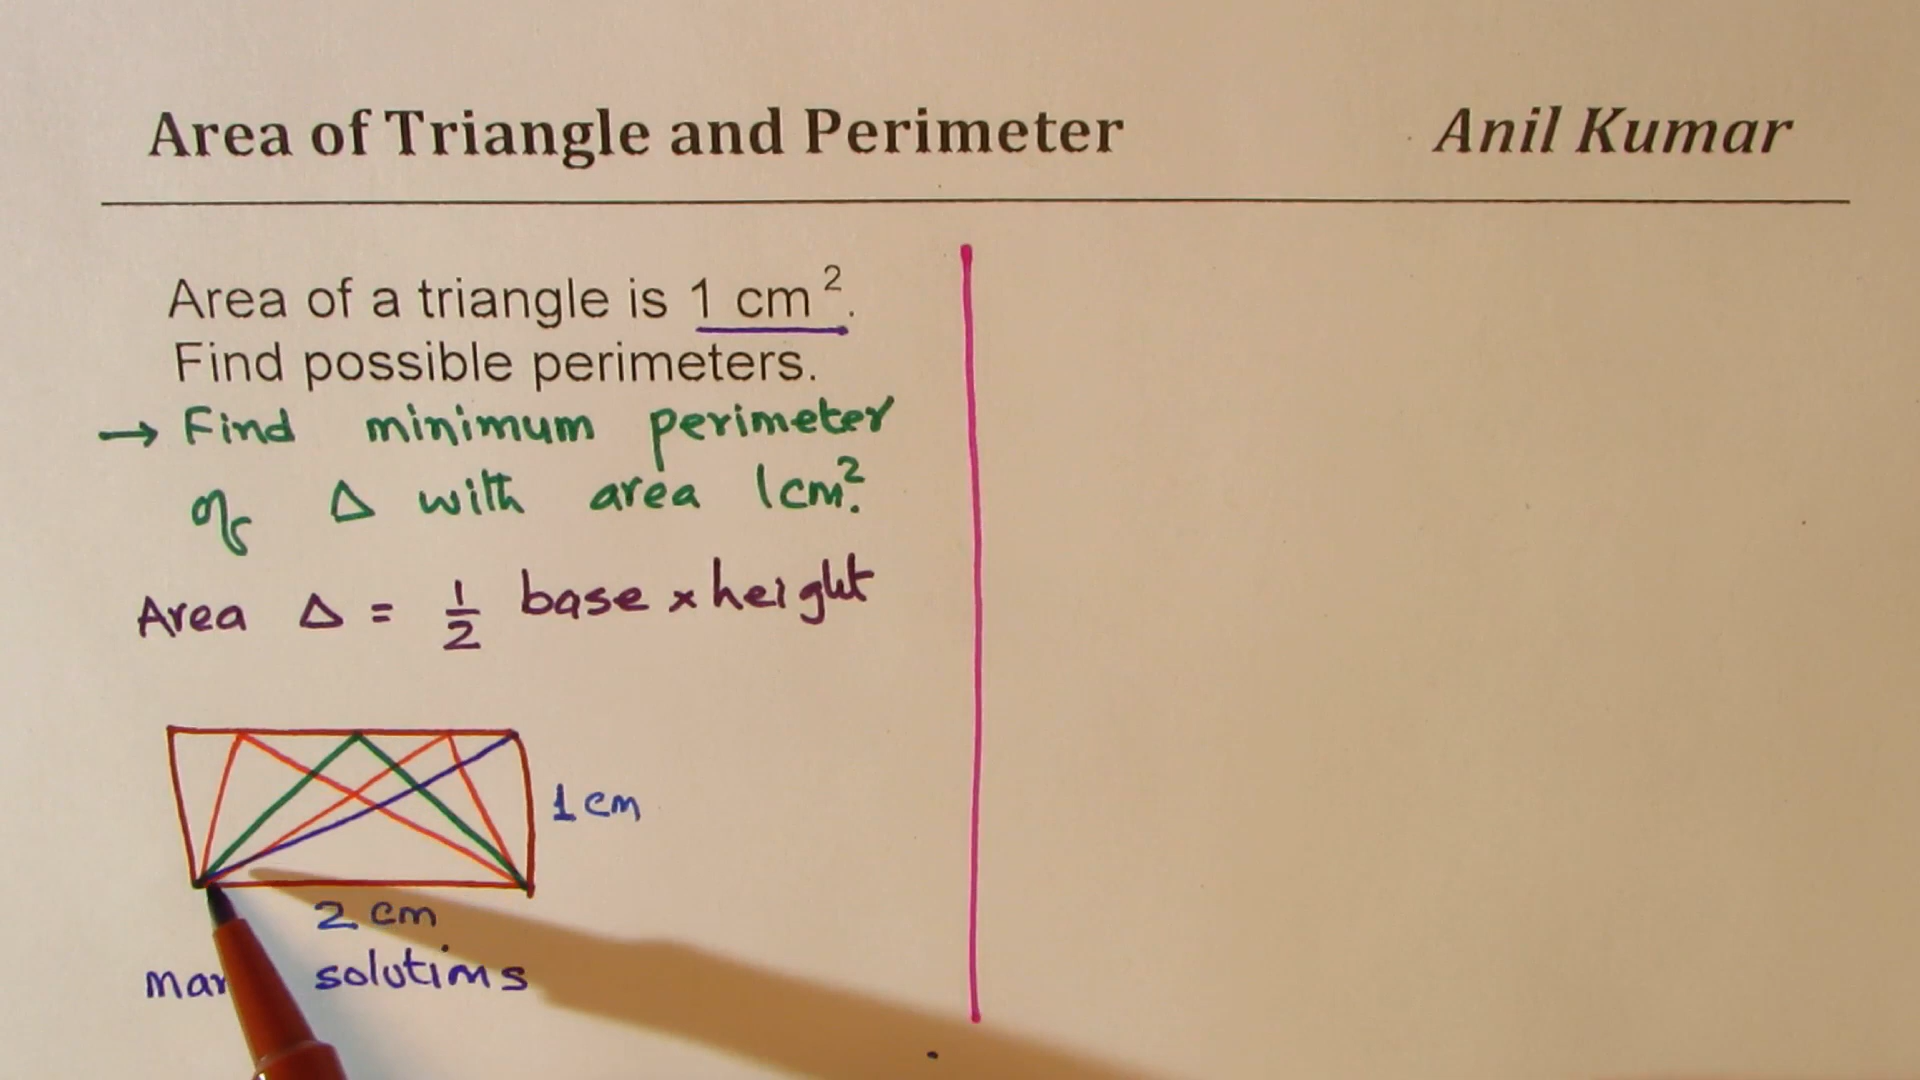 Area of Triangle and Perimeter Anil Kumar
Area of a triangle is 1 cm².
Find possible perimeters.
→ Find minimum perimeter
of Δ with area 1cm².
Area Δ = 1/2 base × height
1 cm
2 cm
solutions